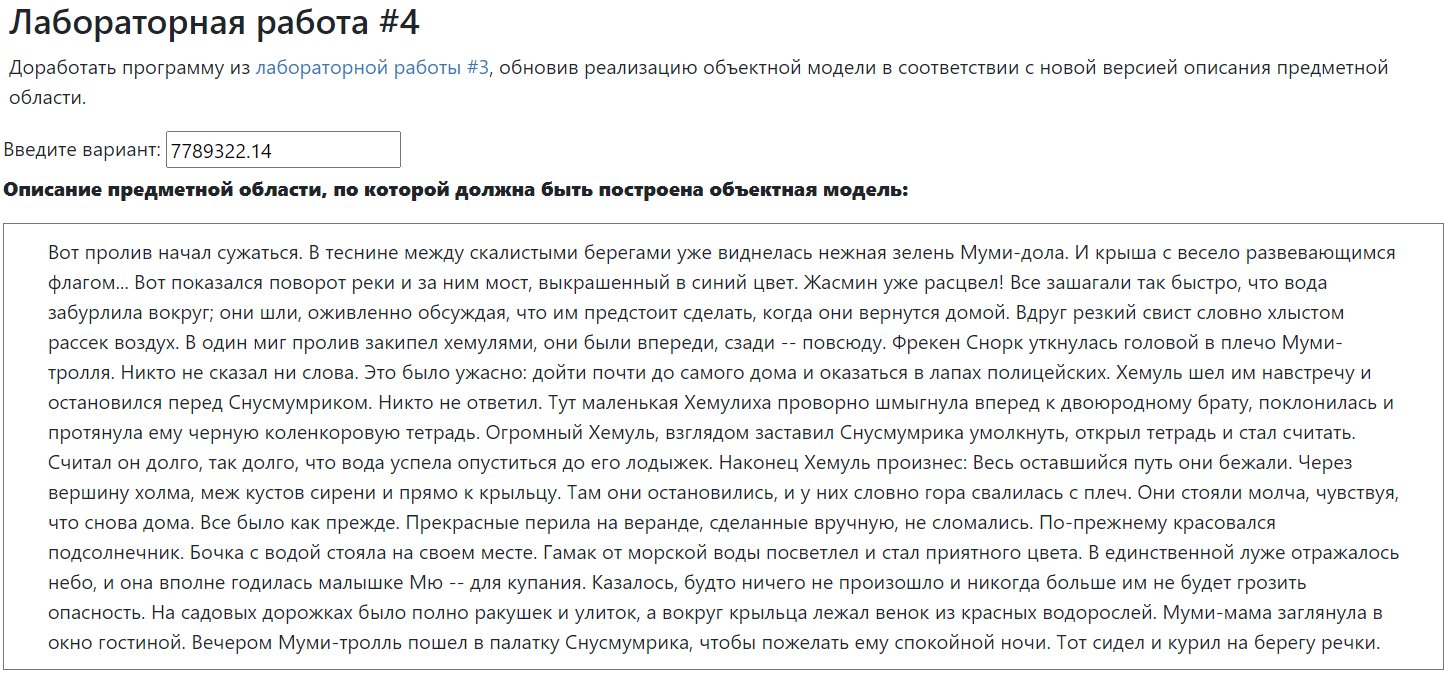 Лабораторная работа #4
Доработать программу из лабораторной работы #3, обновив реализацию объектной модели в соответствии с новой версией описания предметной
области.
Введите вариант: 7789322.14
Описание предметной области, по которой должна быть построена объектная модель:
Вот пролив начал сужаться. В теснине между скалистыми берегами уже виднелась нежная зелень Муми-дола. И крыша с весело развевающимся
флагом... Вот показался поворот реки и за ним мост, выкрашенный в синий цвет. Жасмин уже расцвел! Все зашагали так быстро, что вода
забурлила вокруг; они шли, оживленно обсуждая, что им предстоит сделать, когда они вернутся домой. Вдруг резкий свист словно хлыстом
рассек воздух. В один миг пролив закипел хемулями, они были впереди, сзади -- повсюду. Фрекен Снорк уткнулась головой в плечо Муми-
тролля. Никто не сказал ни слова. Это было ужасно: дойти почти до самого дома и оказаться в лапах полицейских. Хемуль шел им навстречу и
остановился перед Снусмумриком. Никто не ответил. Тут маленькая Хемулиха проворно шмыгнула вперед к двоюродному брату, поклонилась и
протянула ему черную коленкоровую тетрадь. Огромный Хемуль, взглядом заставил Снусмумрика умолкнуть, открыл тетрадь и стал считать.
Считал он долго, так долго, что вода успела опуститься до его лодыжек. Наконец Хемуль произнес: Весь оставшийся путь они бежали. Через
вершину холма, меж кустов сирени и прямо к крыльцу. Там они остановились, и у них словно гора свалилась с плеч. Они стояли молча, чувствуя,
что снова дома. Все было как прежде. Прекрасные перила на веранде, сделанные вручную, не сломались. По-прежнему красовался
подсолнечник. Бочка с водой стояла на своем месте. Гамак от морской воды посветлел и стал приятного цвета. В единственной луже отражалось
небо, и она вполне годилась малышке Мю -- для купания. Казалось, будто ничего не произошло и никогда больше им не будет грозить
опасность. На садовых дорожках было полно ракушек и улиток, а вокруг крыльца лежал венок из красных водорослей. Муми-мама заглянула в
окно гостиной. Вечером Муми-тролль пошел в палатку Снусмумрика, чтобы пожелать ему спокойной ночи. Тот сидел и курил на берегу речки.